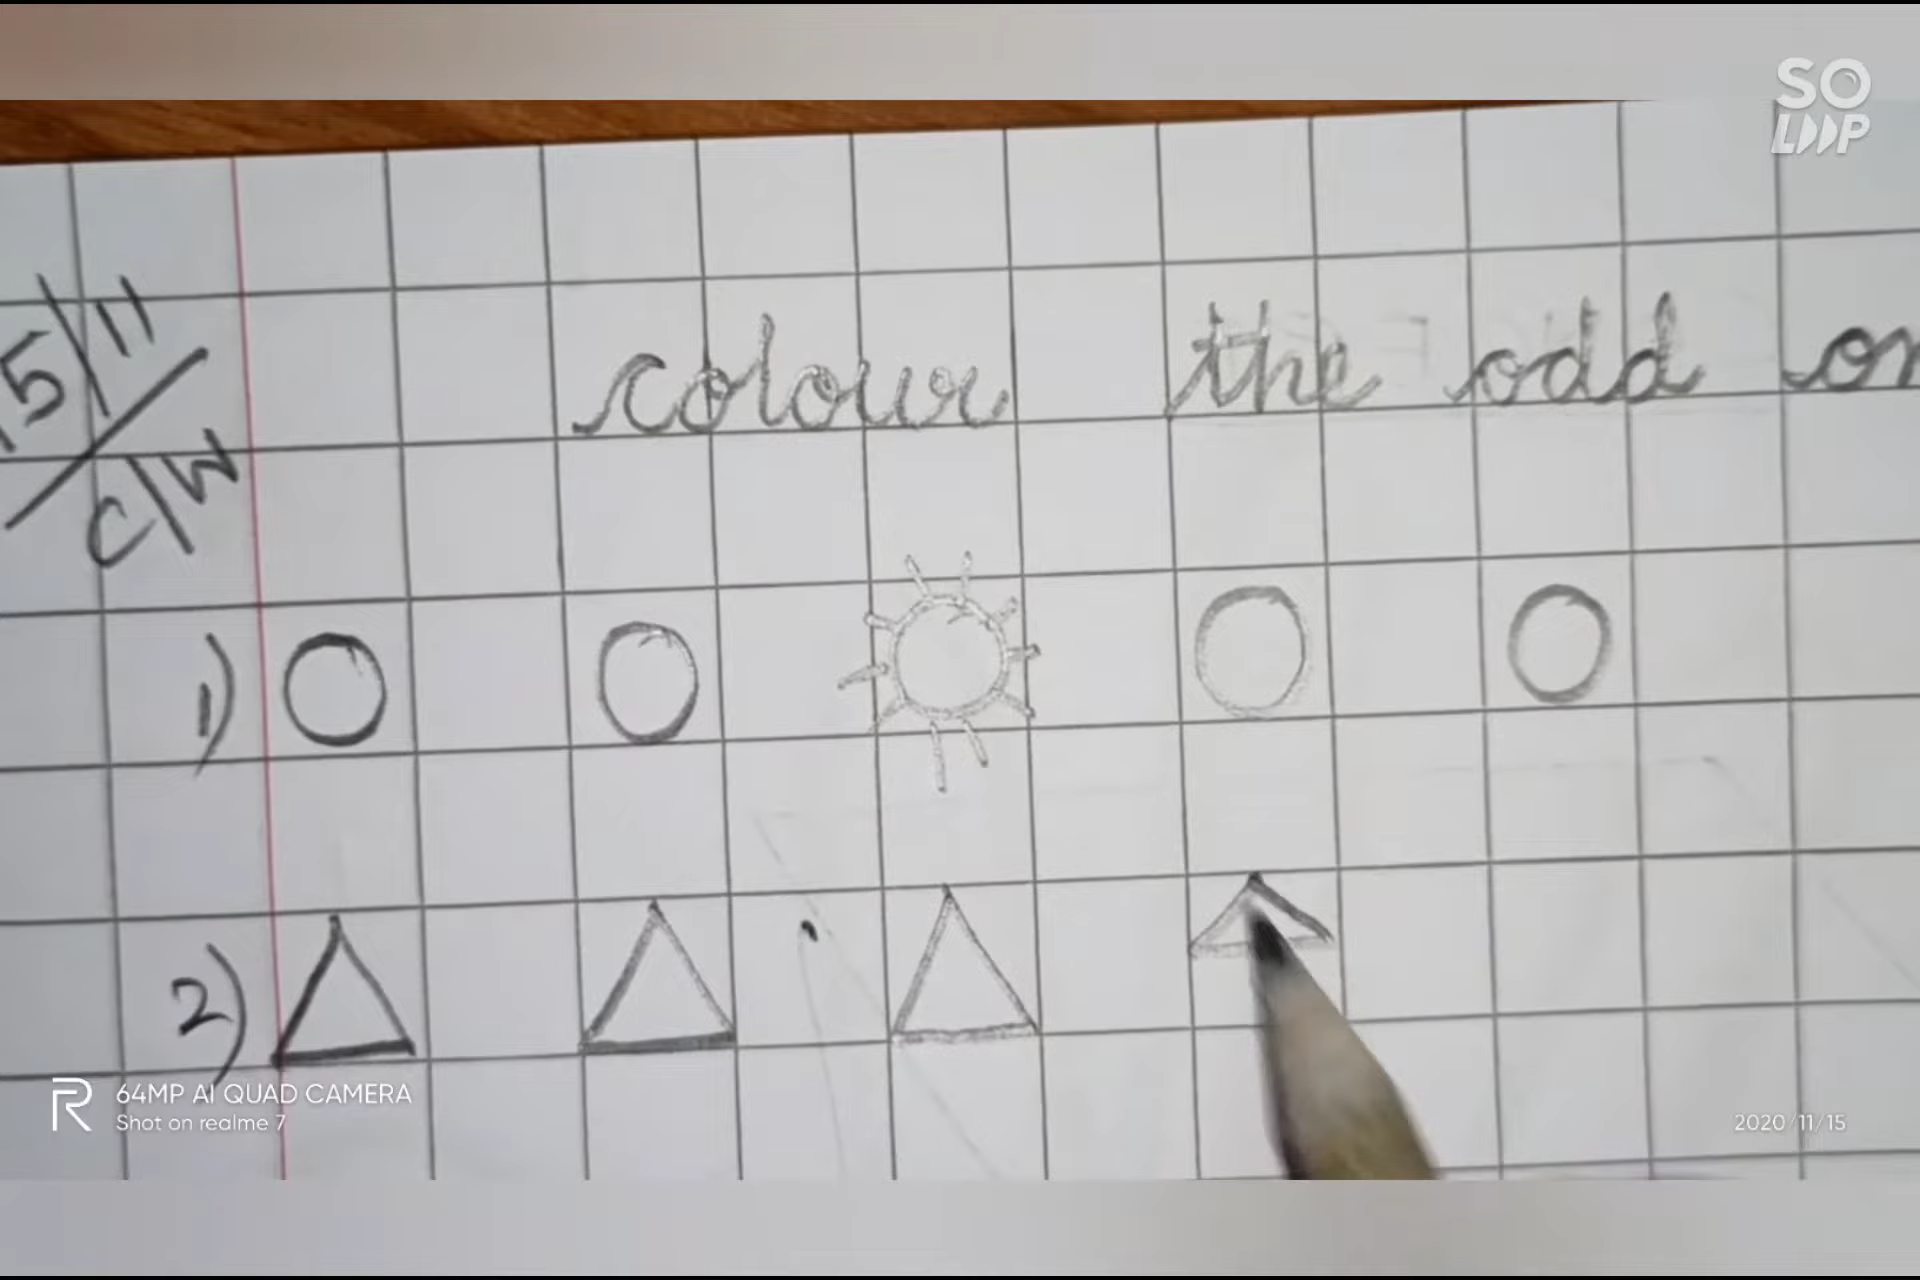 SO
LOOP
15/11
C/W
colour the odd
1)
2)
64MP AI QUAD CAMERA
Shot on realme 7
2020/11/15